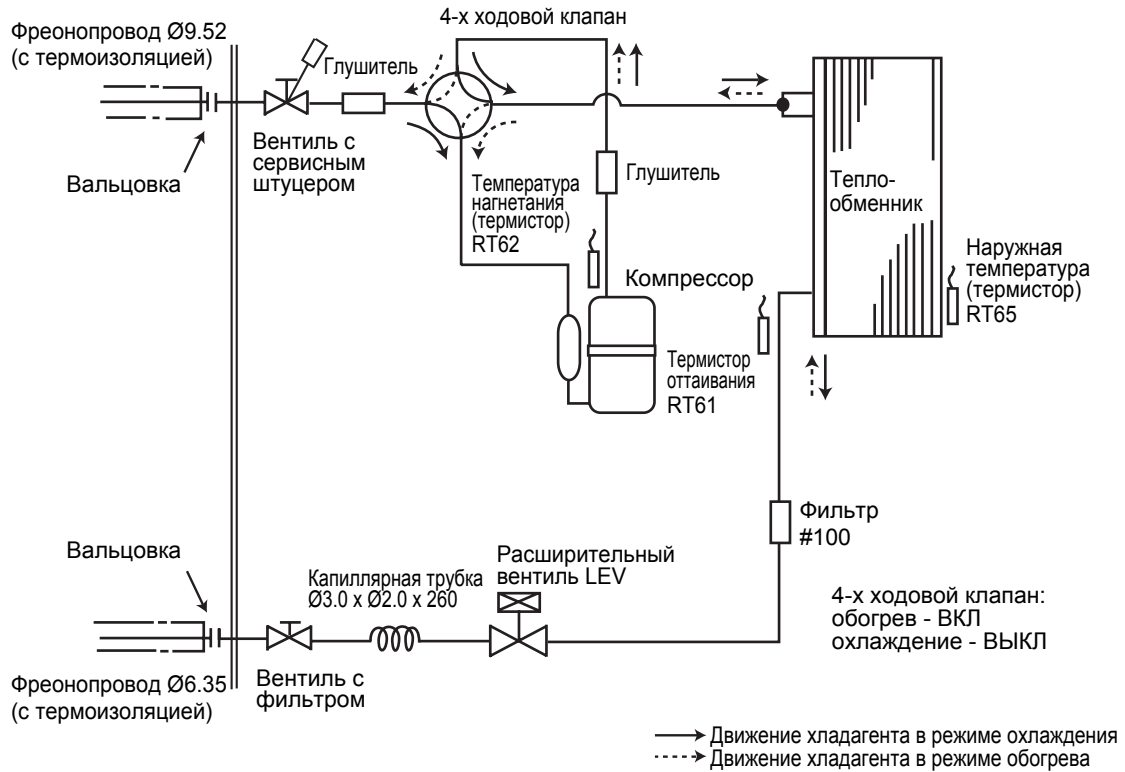 4-х ходовой клапан
Фреонопровод Ø9.52
(с термоизоляцией)
Глушитель
Вальцовка
Вентиль с
сервисным
штуцером
Температура
нагнетания
(термистор)
RT62
Глушитель
Тепло-
обменник
Компрессор
Наружная
температура
(термистор)
RT65
Термистор
оттаивания
RT61
Фильтр
#100
Вальцовка
Капиллярная трубка
Ø3.0 x Ø2.0 x 260
Расширительный
вентиль LEV
4-х ходовой клапан:
обогрев - ВКЛ
охлаждение - ВЫКЛ
Фреонопровод Ø6.35
(с термоизоляцией)
Вентиль с
фильтром
Движение хладагента в режиме охлаждения
Движение хладагента в режиме обогрева